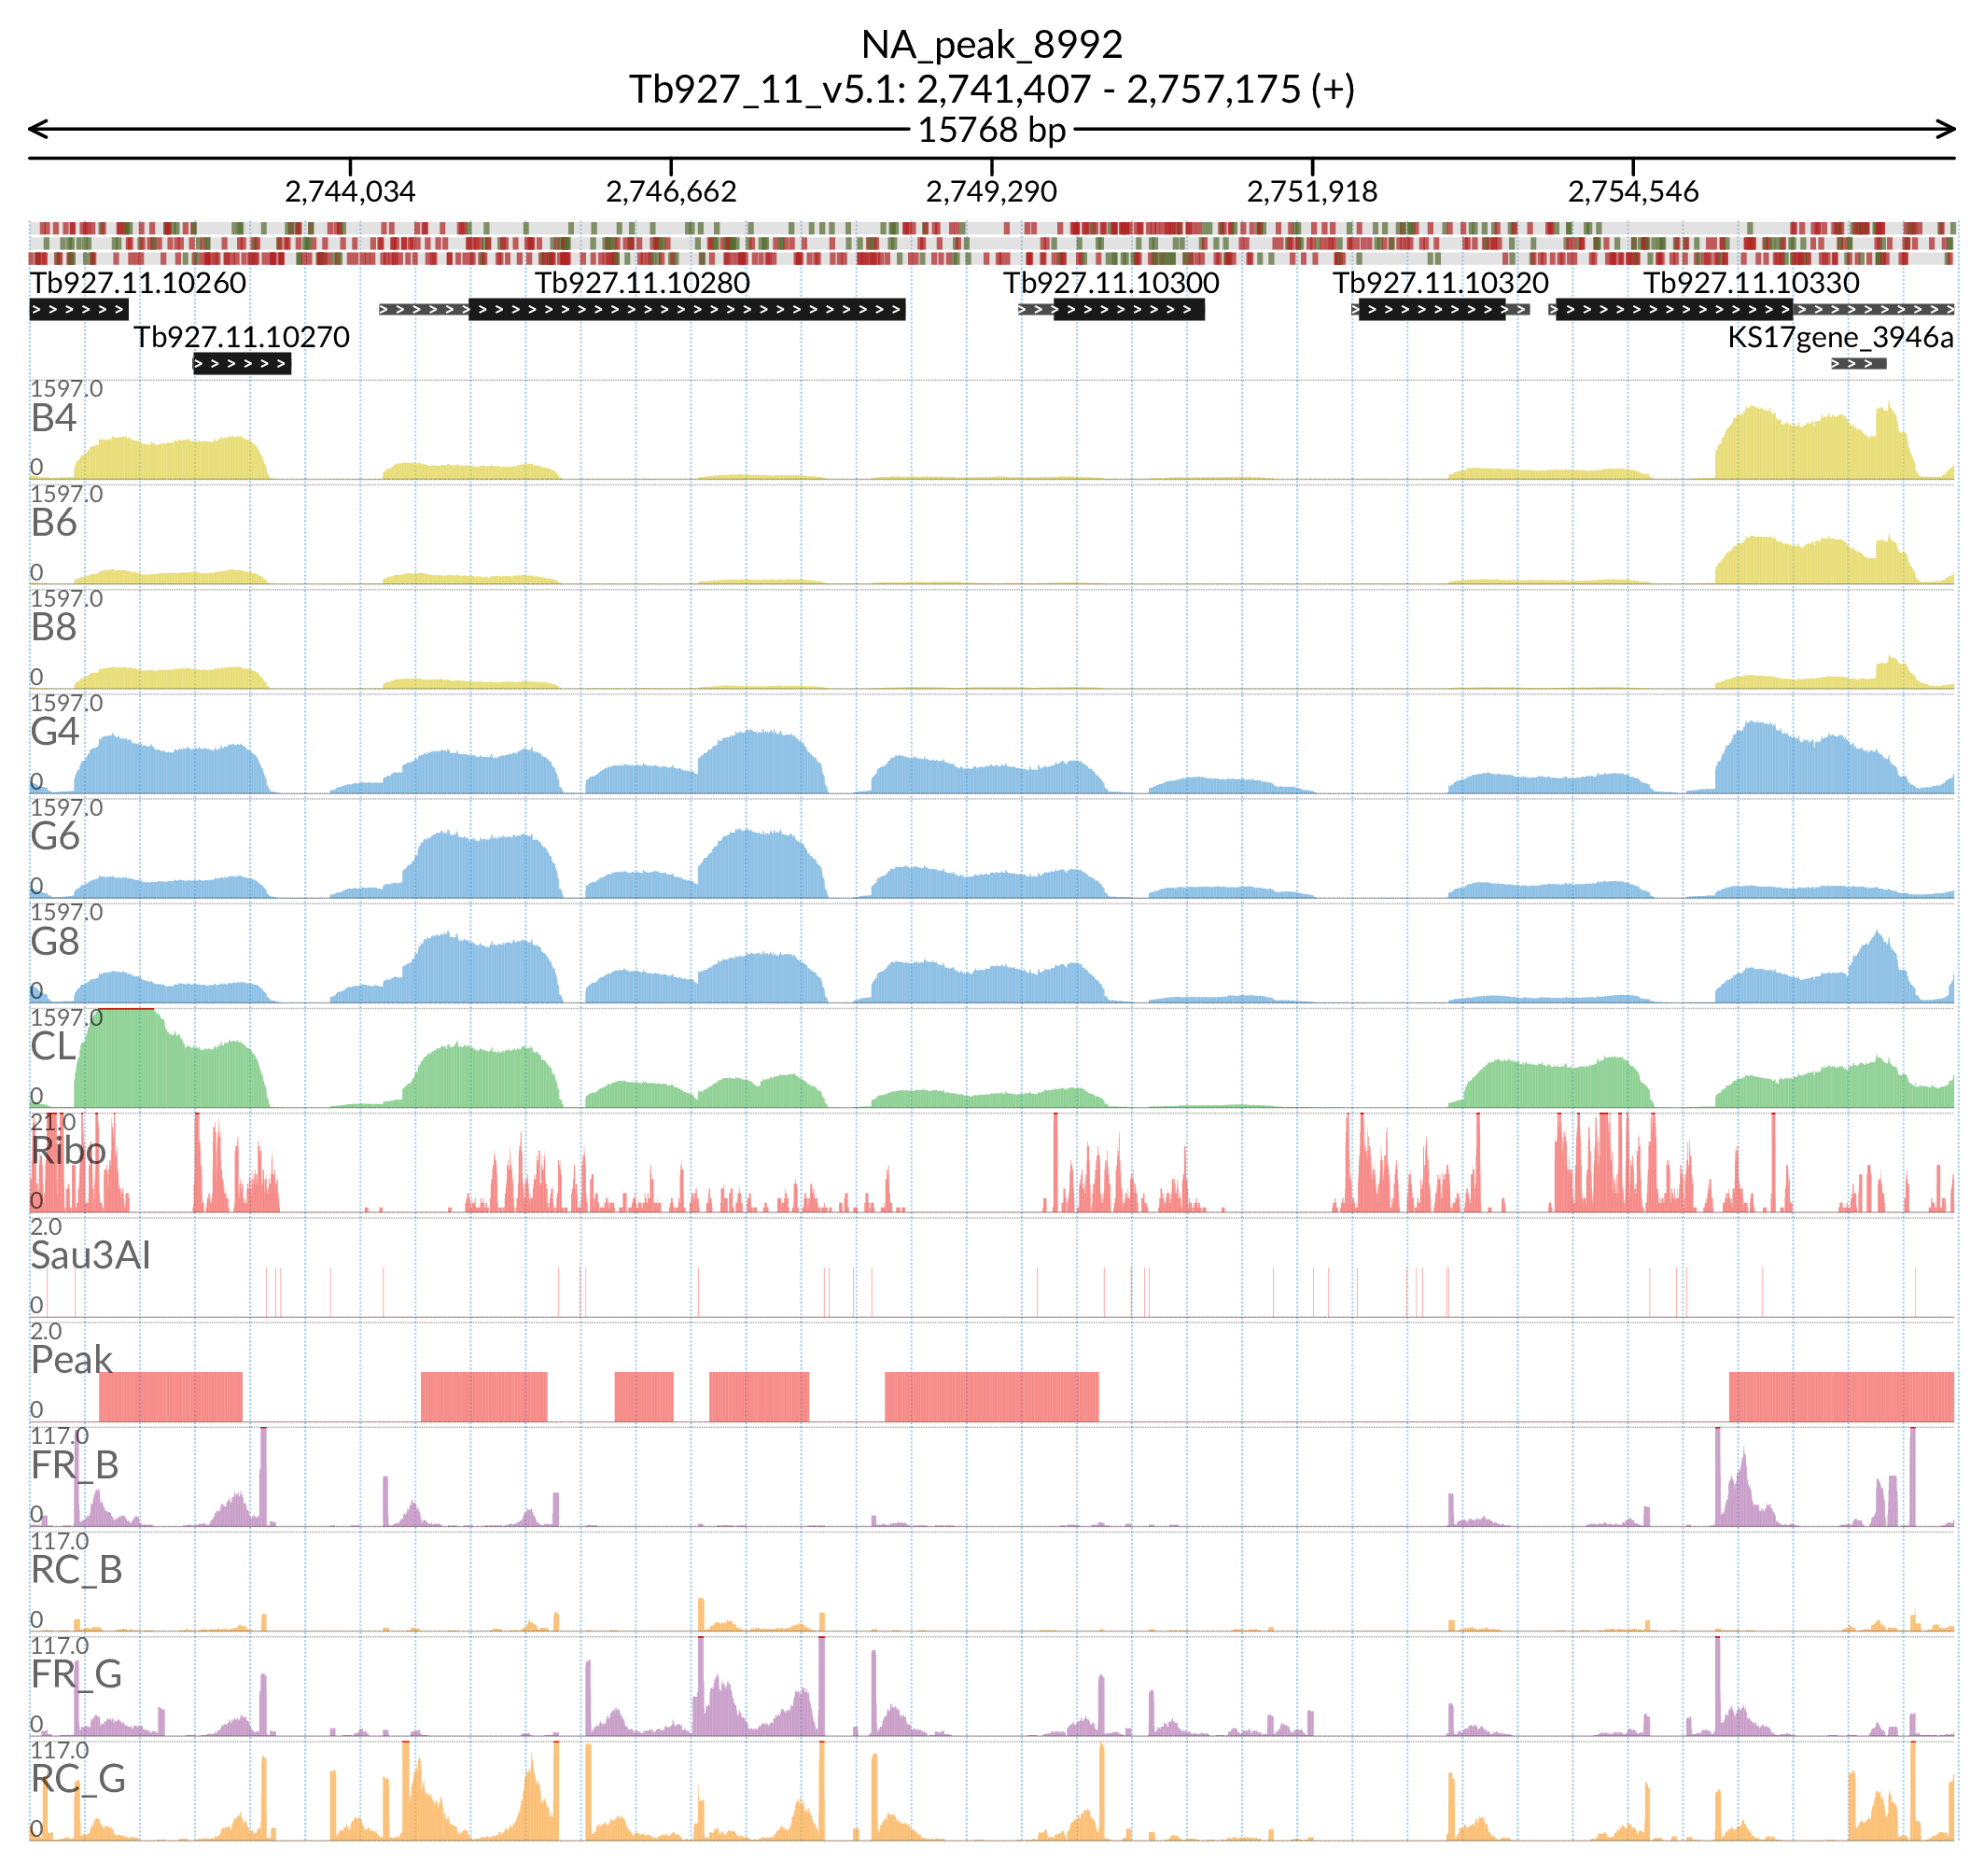 NA_peak_8992
Tb927_11_v5.1: 2,741,407 - 2,757,175 (+)
15768 bp
2,744,034 2,746,662 2,749,290 2,751,918 2,754,546
Tb927.11.10260 Tb927.11.10280 Tb927.11.10300 Tb927.11.10320 Tb927.11.10330
Tb927.11.10270 KS17gene_3946a
1597.0
B4
0
1597.0
B6
0
1597.0
B8
0
1597.0
G4
0
1597.0
G6
0
1597.0
G8
0
1597.0
CL
0
21.0
Ribo
0
2.0
Sau3AI
0
2.0
Peak
0
117.0
FR_B
0
117.0
RC_B
0
117.0
FR_G
0
117.0
RC_G
0